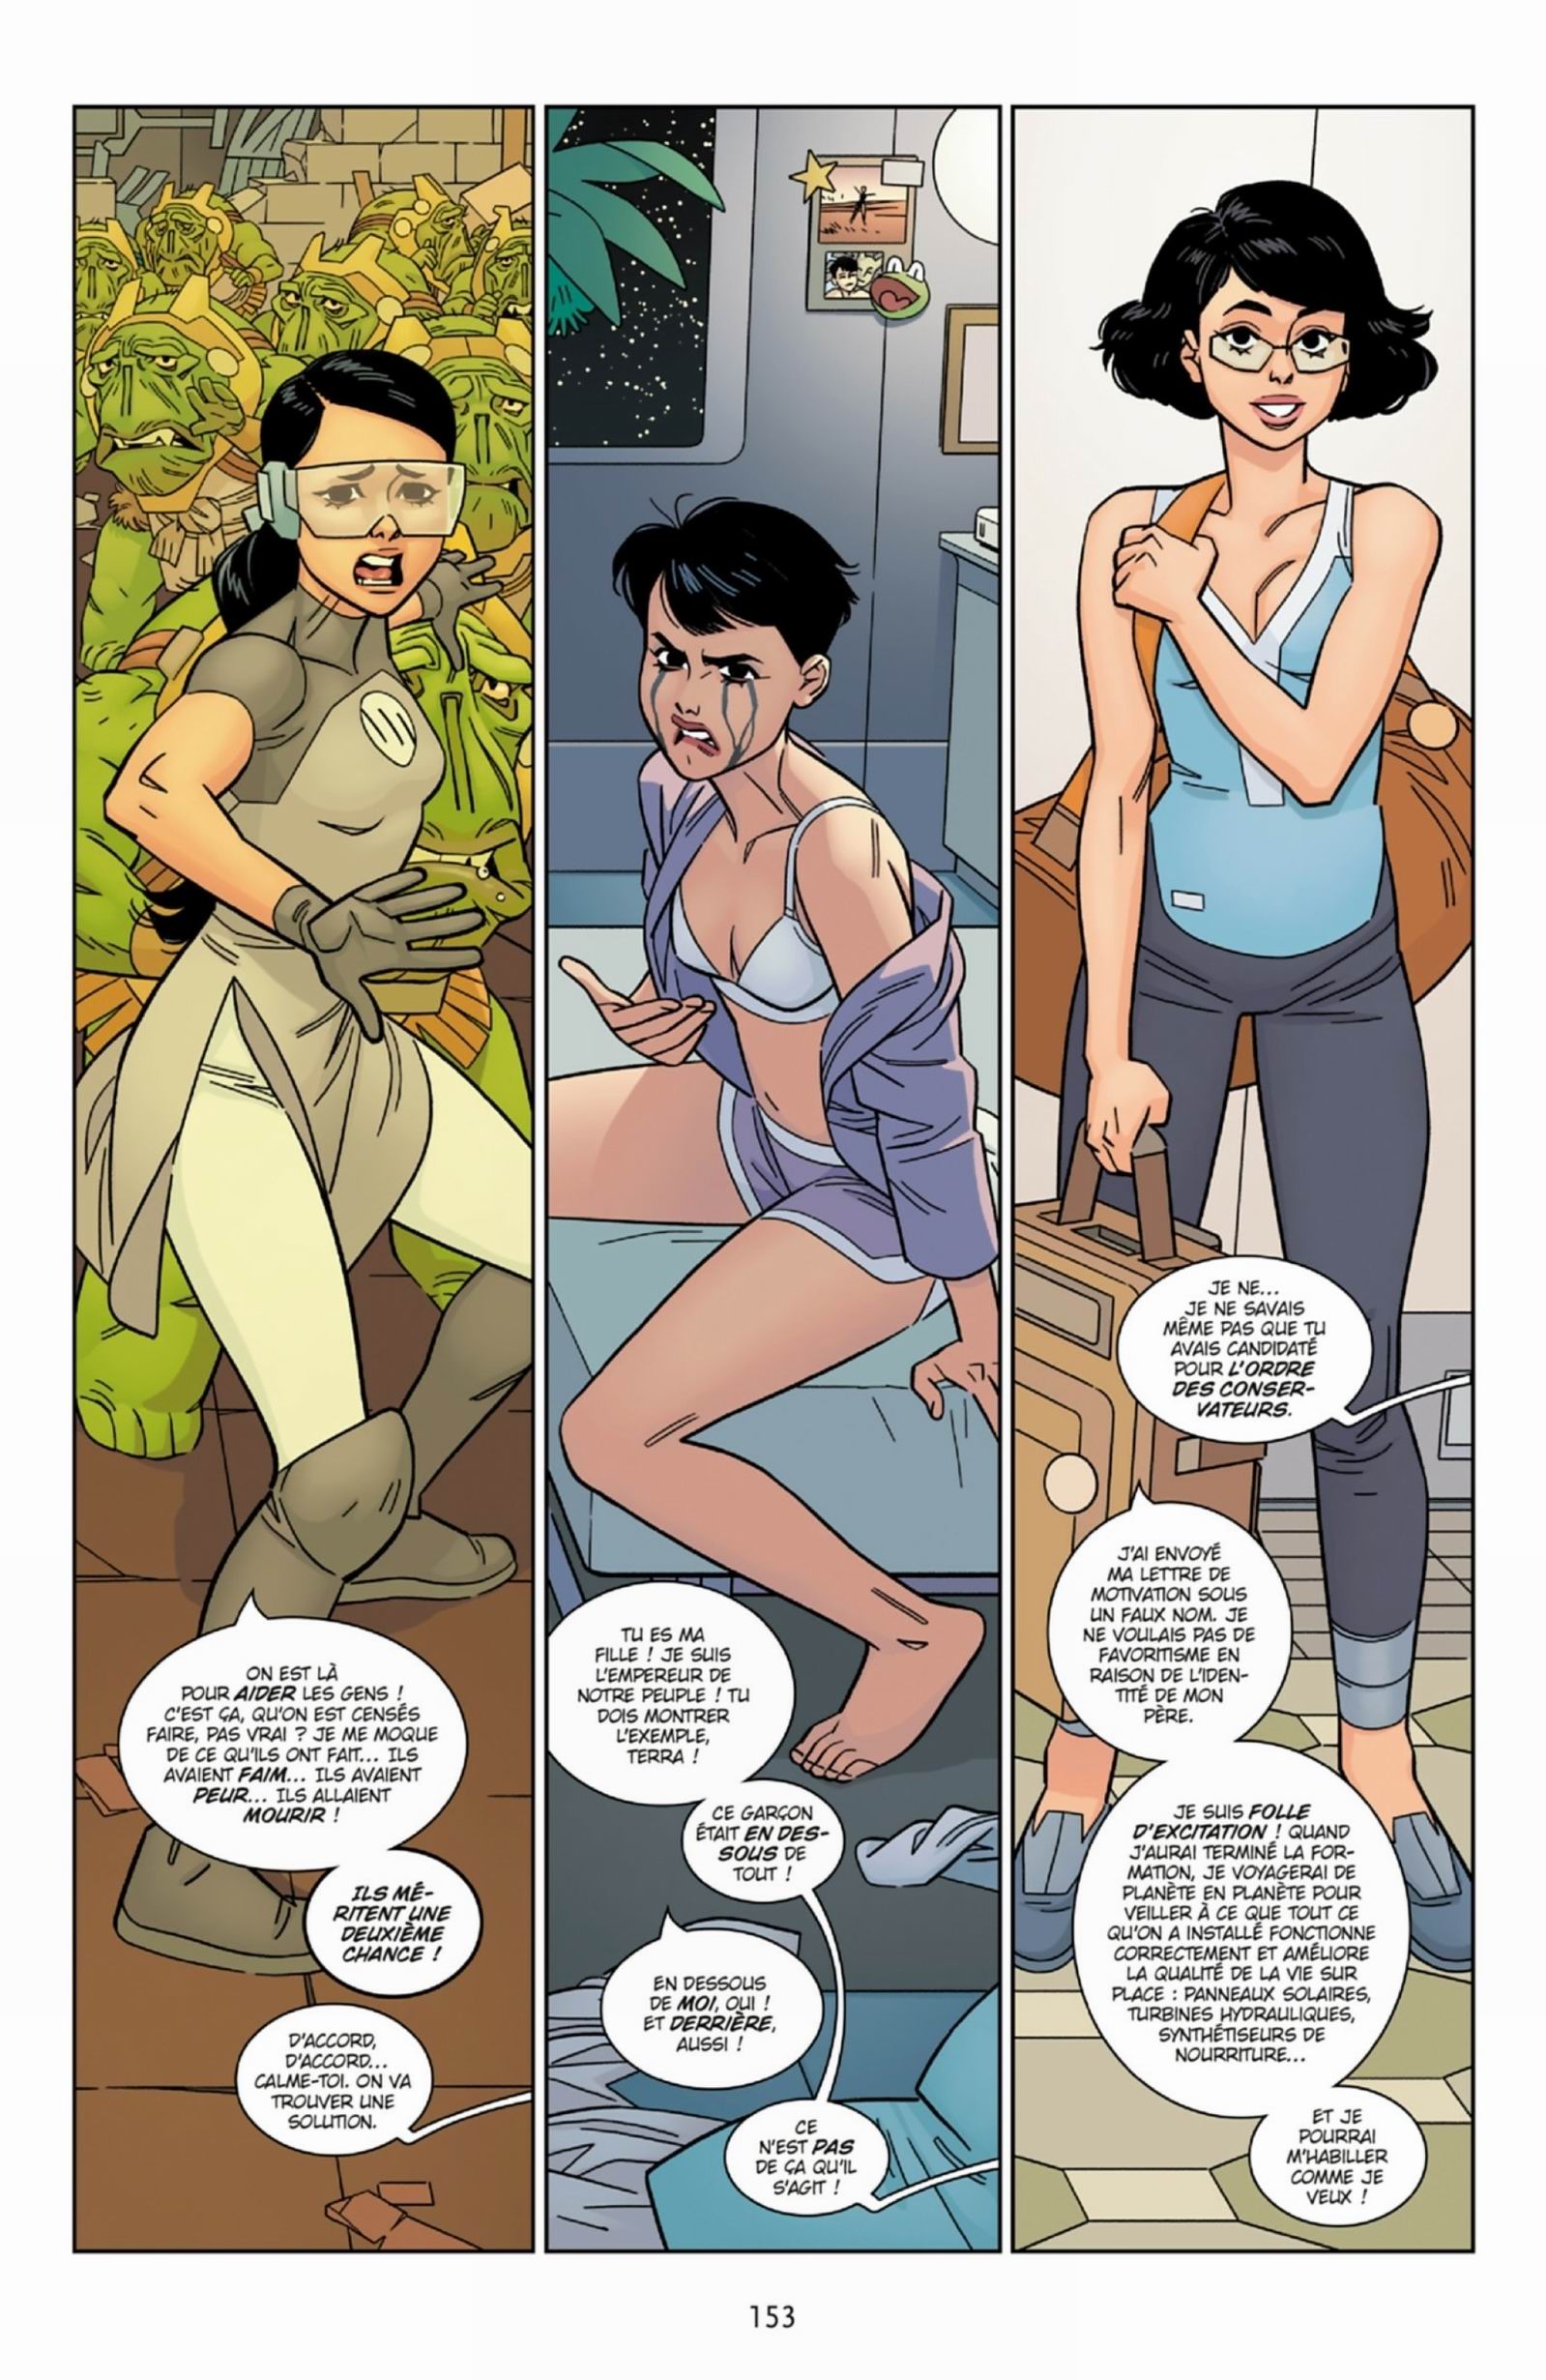 ON EST LÀ
POUR AIDER LES GENS !
C'EST ÇA, QU'ON EST CENSÉS
FAIRE, PAS VRAI ? JE ME MOQUE
DE CE QU'ILS ONT FAIT... ILS
AVAIENT FAIM... ILS AVAIENT
PEUR... ILS ALLAIENT
MOURIR !
ILS MÉ-
RITENT UNE
DEUXIÈME
CHANCE !
D'ACCORD,
D'ACCORD...
CALME-TOI. ON VA
TROUVER UNE
SOLUTION.
TU ES MA
FILLE ! JE SUIS
L'EMPEREUR DE
NOTRE PEUPLE ! TU
DOIS MONTRER
L'EXEMPLE,
TERRA !
CE GARÇON
ÉTAIT EN DES-
SOUS DE
TOUT !
EN DESSOUS
DE MOI, OUI !
ET DERRIÈRE,
AUSSI !
CE
N'EST PAS
DE ÇA QU'IL
S'AGIT !
JE NE...
JE NE SAVAIS
MÊME PAS QUE TU
AVAIS CANDIDATÉ
POUR L'ORDRE
DES CONSER-
VATEURS.
J'AI ENVOYÉ
MA LETTRE DE
MOTIVATION SOUS
UN FAUX NOM. JE
NE VOULAIS PAS DE
FAVORITISME EN
RAISON DE L'IDEN-
TITÉ DE MON
PÈRE.
JE SUIS FOLLE
D'EXCITATION ! QUAND
J'AURAI TERMINÉ LA FOR-
MATION, JE VOYAGERAI DE
PLANÈTE EN PLANÈTE POUR
VEILLER À CE QUE TOUT CE
QU'ON A INSTALLÉ FONCTIONNE
CORRECTEMENT ET AMÉLIORE
LA QUALITÉ DE LA VIE SUR
PLACE : PANNEAUX SOLAIRES,
TURBINES HYDRAULIQUES,
SYNTHÉTISEURS DE
NOURRITURE...
ET JE
POURRAI
M'HABILLER
COMME JE
VEUX !
153